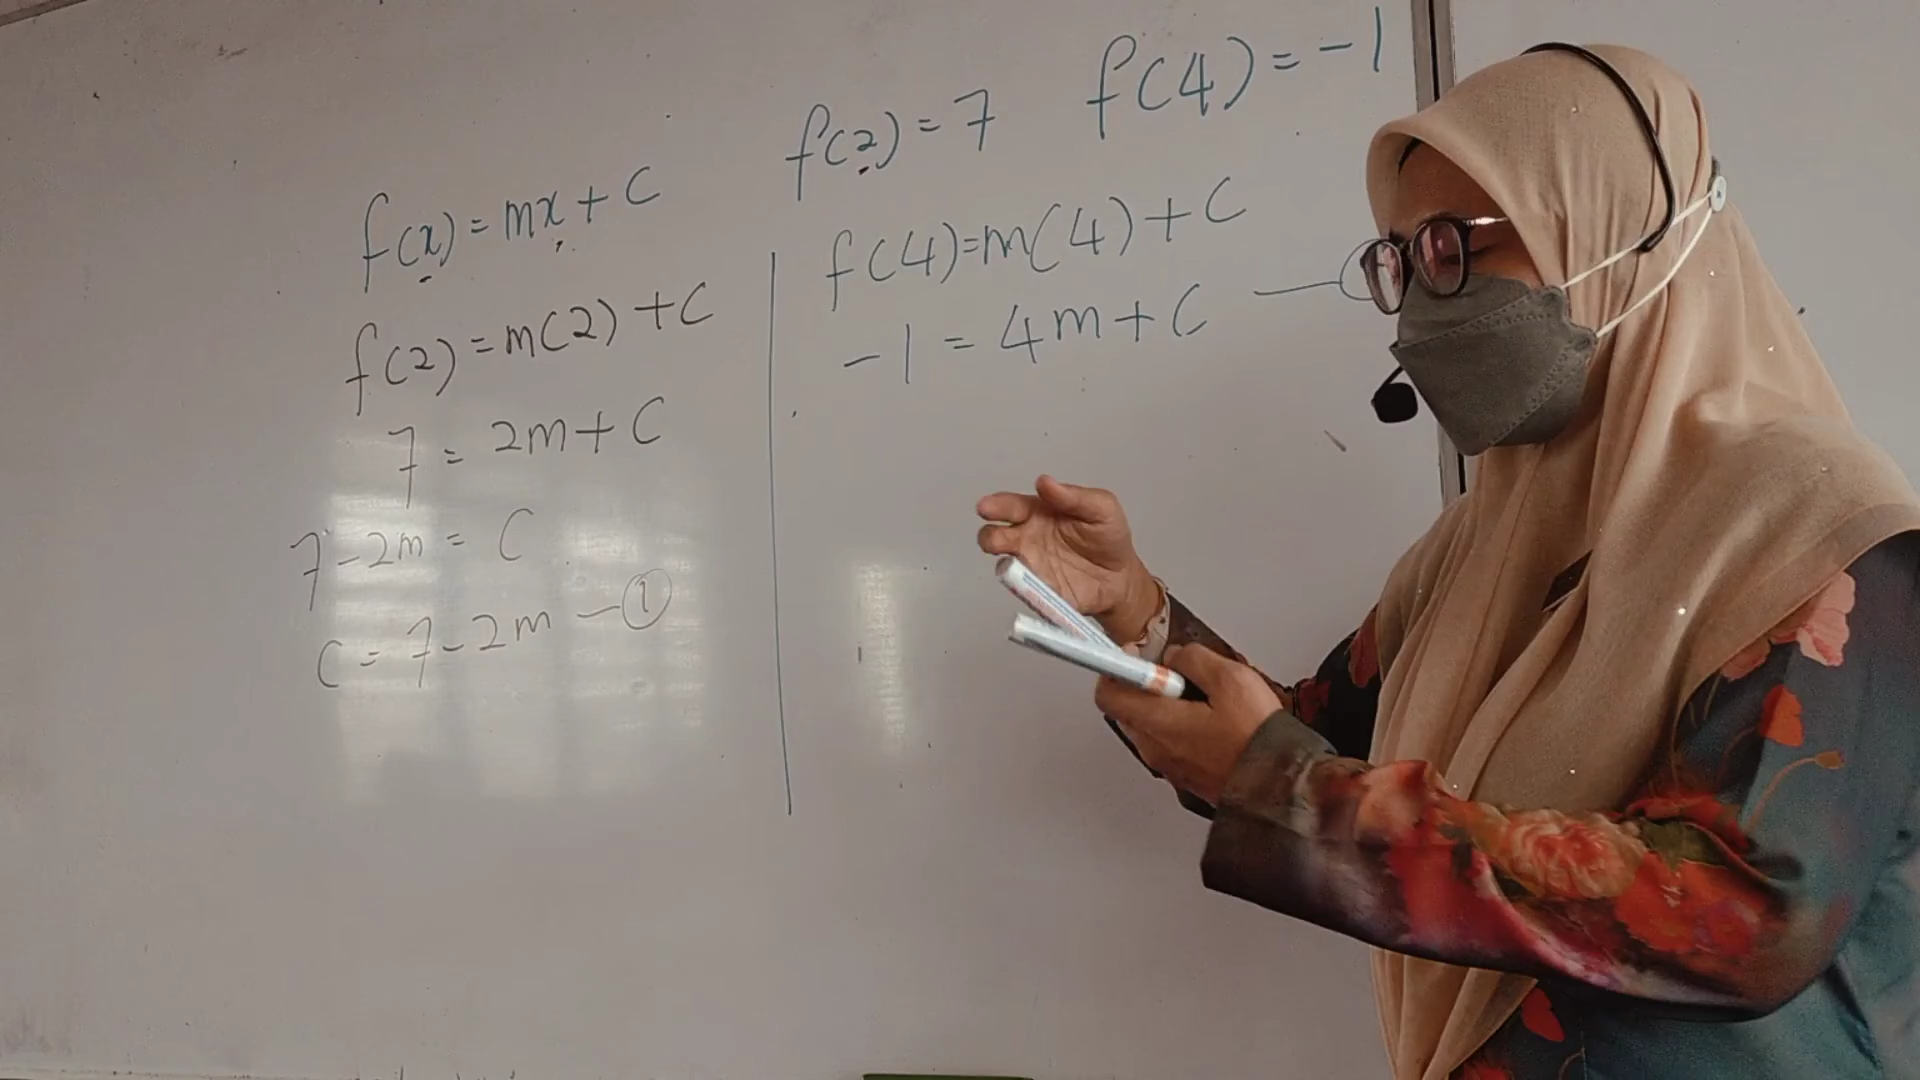 f(2) = 7 f(4) = -1
f(x) = mx + c
f(2) = m(2) + c
7 = 2m + c
7 - 2m = c
c = 7 - 2m — ①
f(4) = m(4) + c
-1 = 4m + c —